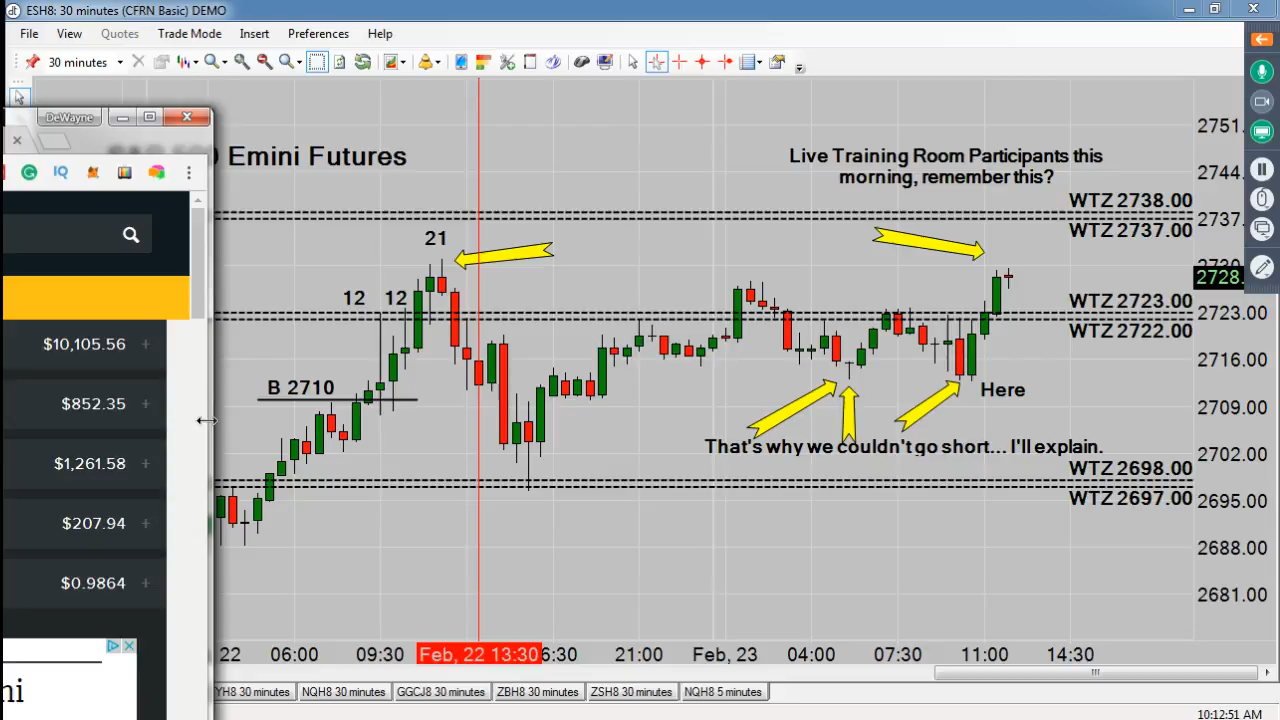 ESH8: 30 minutes (CFRN Basic) DEMO
File View Quotes Trade Mode Insert Preferences Help
30 minutes
DeWayne
Emini Futures
Live Training Room Participants this
morning, remember this?
2751.
2744.
WTZ 2738.00
2737.
WTZ 2737.00
21
2730
2728.
12 12
WTZ 2723.00
2723.00
WTZ 2722.00
$10,105.56
2716.00
B 2710
Here
$852.35
2709.00
That's why we couldn't go short... I'll explain.
2702.00
$1,261.58
WTZ 2698.00
WTZ 2697.00
2695.00
$207.94
2688.00
$0.9864
2681.00
22 06:00 09:30 Feb, 22 13:30 6:30 21:00 Feb, 23 04:00 07:30 11:00 14:30
ni
YH8 30 minutes NQH8 30 minutes GGCJ8 30 minutes ZBH8 30 minutes ZSH8 30 minutes NQH8 5 minutes
10:12:51 AM